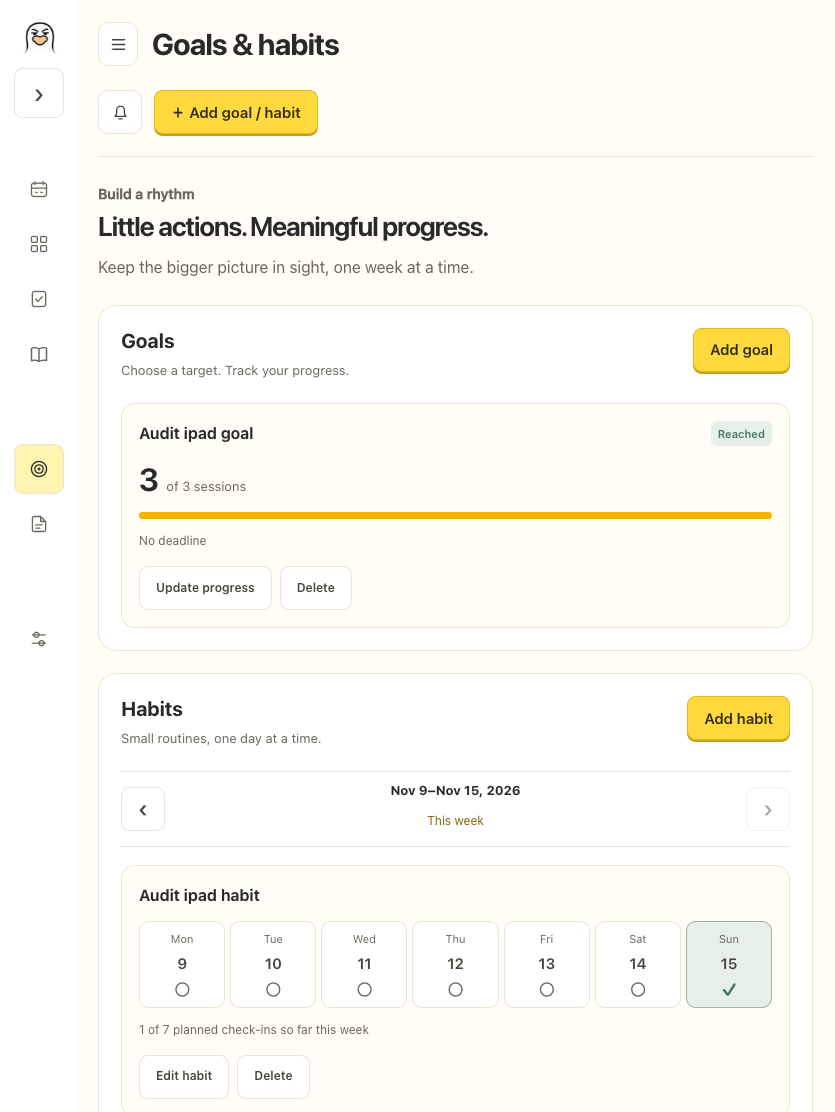 Goals & habits
+ Add goal / habit
Build a rhythm
Little actions. Meaningful progress.
Keep the bigger picture in sight, one week at a time.
Goals
Add goal
Choose a target. Track your progress.
Audit ipad goal
Reached
3 of 3 sessions
No deadline
Update progress
Delete
Habits
Add habit
Small routines, one day at a time.
Nov 9–Nov 15, 2026
This week
Audit ipad habit
Mon Tue Wed Thu Fri Sat Sun
9 10 11 12 13 14 15
1 of 7 planned check-ins so far this week
Edit habit
Delete